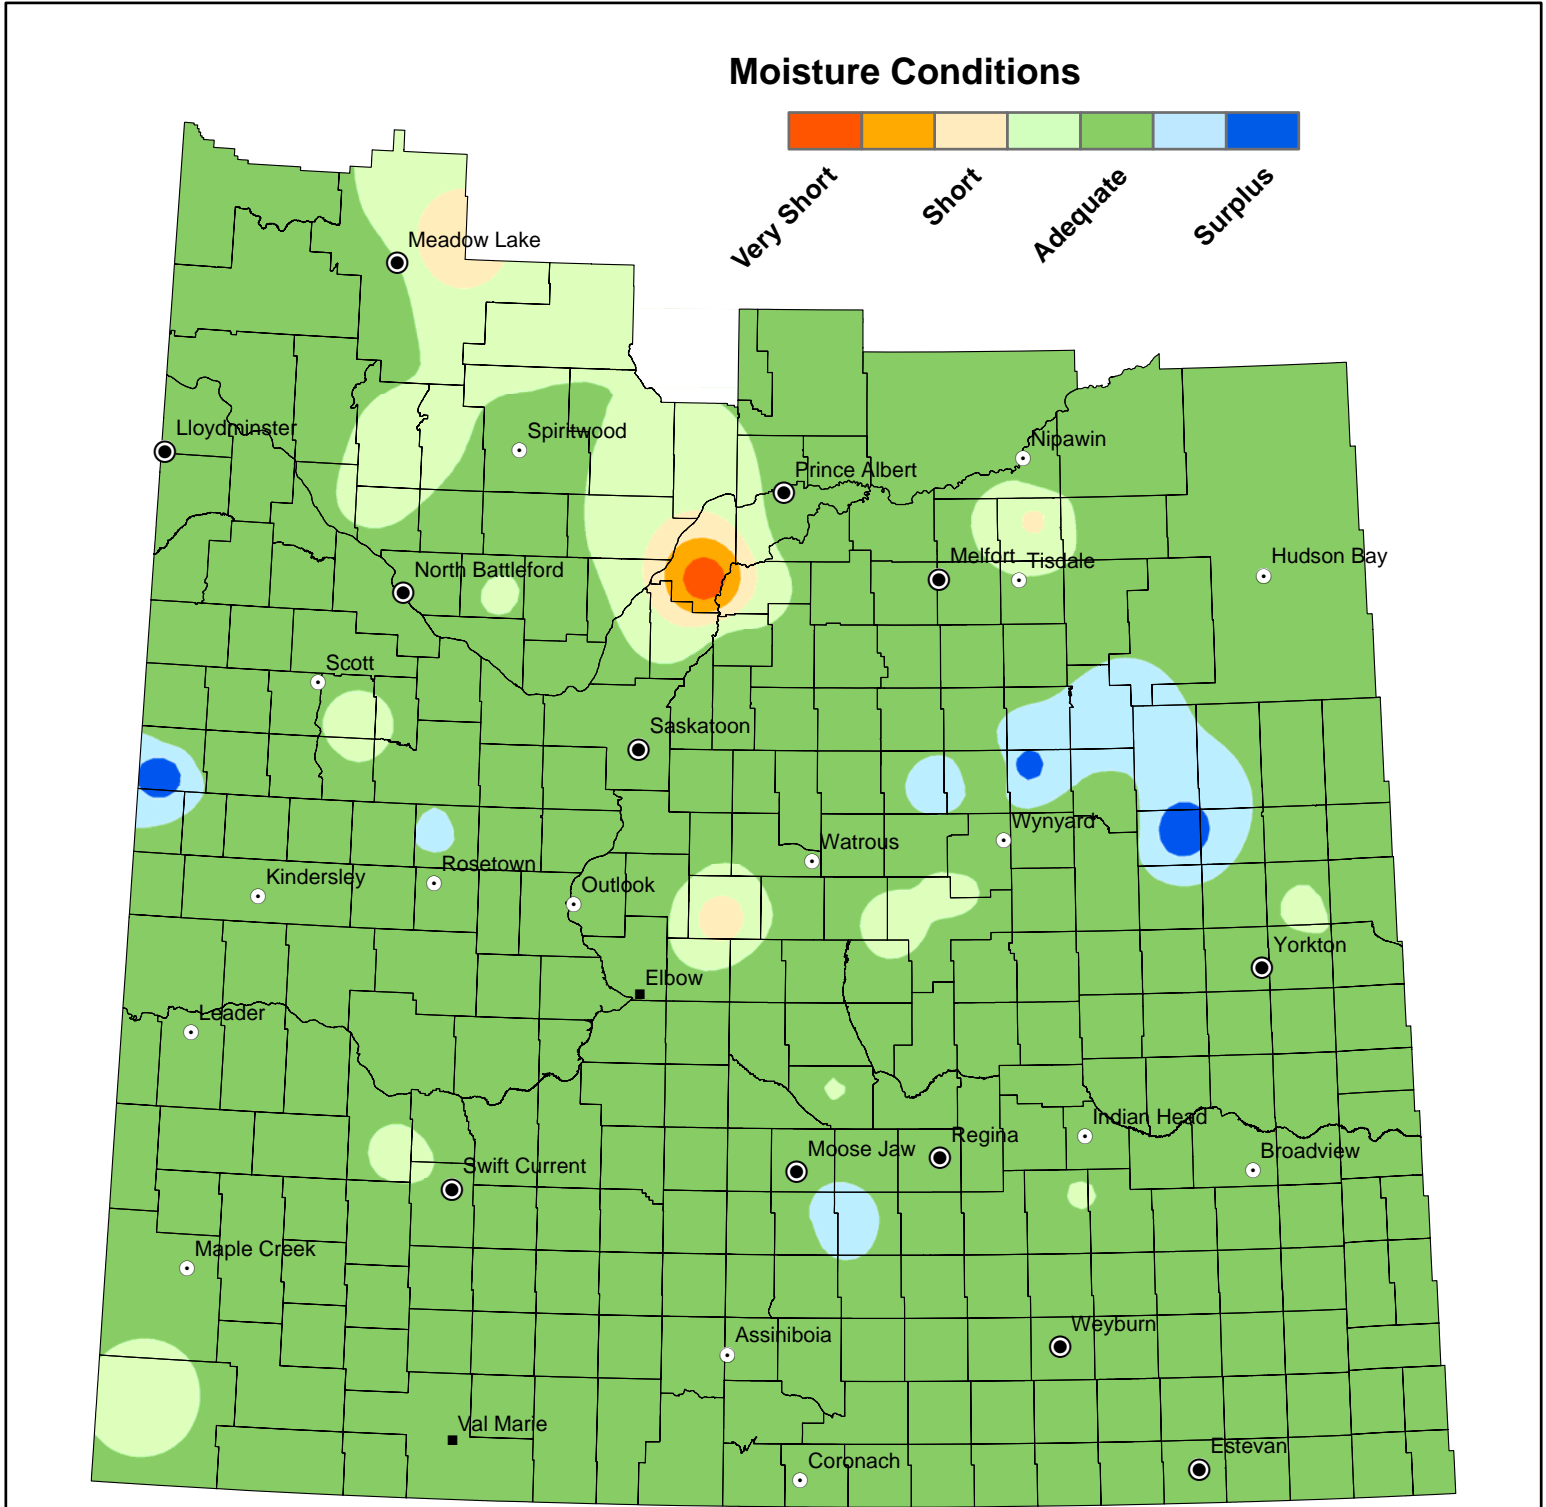 Moisture Conditions
Very Short
Short
Adequate
Surplus
Meadow Lake
Lloydminster
Spiritwood
Nipawin
Prince Albert
Melfort
Tisdale
Hudson Bay
North Battleford
Scott
Saskatoon
Wynyard
Watrous
Rosetown
Kindersley
Outlook
Yorkton
Elbow
Leader
Indian Head
Regina
Moose Jaw
Broadview
Swift Current
Maple Creek
Weyburn
Assiniboia
Val Marie
Estevan
Coronach